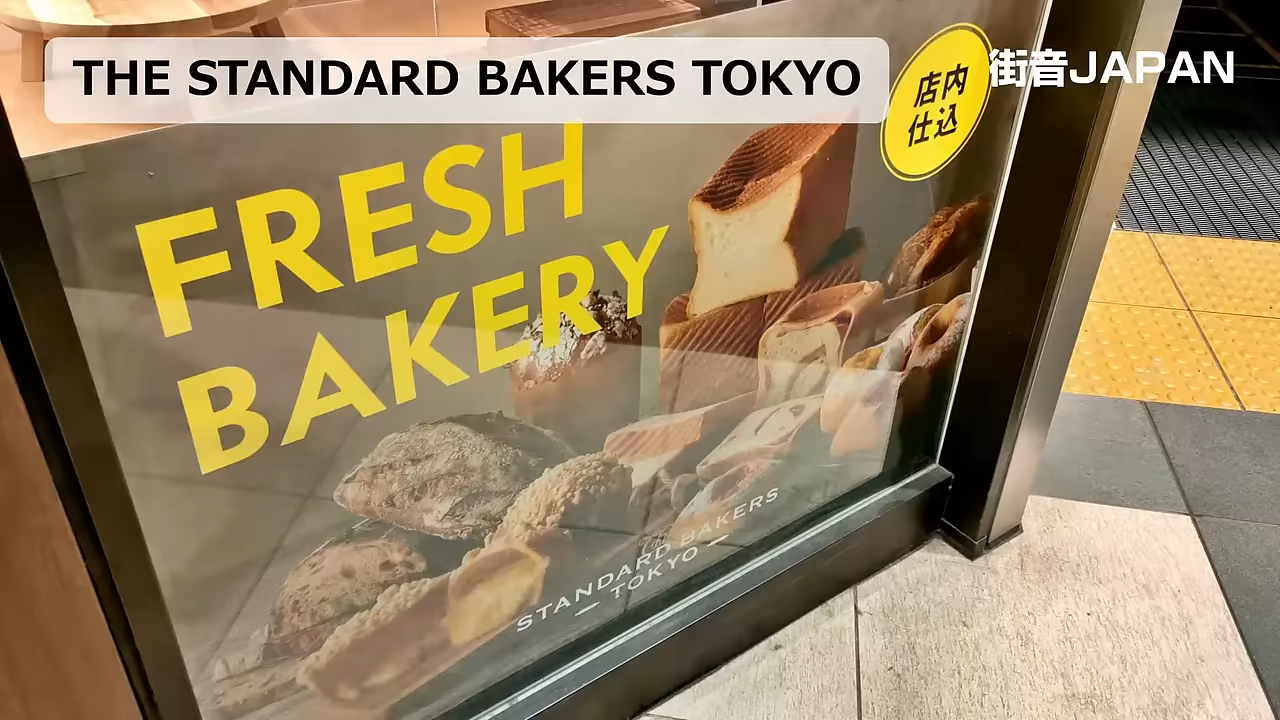 THE STANDARD BAKERS TOKYO
街音JAPAN
店内
仕込
FRESH
BAKERY
The
STANDARD BAKERS
— TOKYO —